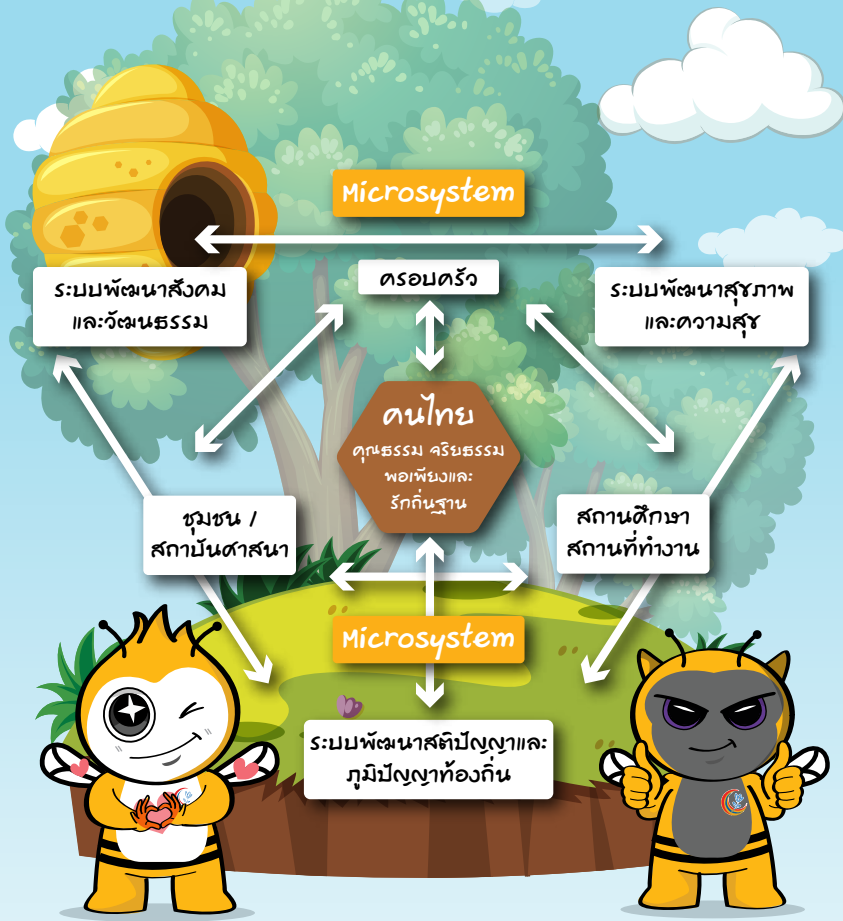 Microsystem
ครอบครัว
ระบบพัฒนาสังคม
และวัฒนธรรม
ระบบพัฒนาสุขภาพ
และความสุข
คนไทย
คุณธรรม จริยธรรม
พอเพียงและ
รักถิ่นฐาน
ชุมชน /
สถาบันศาสนา
สถานศึกษา
สถานที่ทำงาน
Microsystem
ระบบพัฒนาสติปัญญาและ
ภูมิปัญญาท้องถิ่น